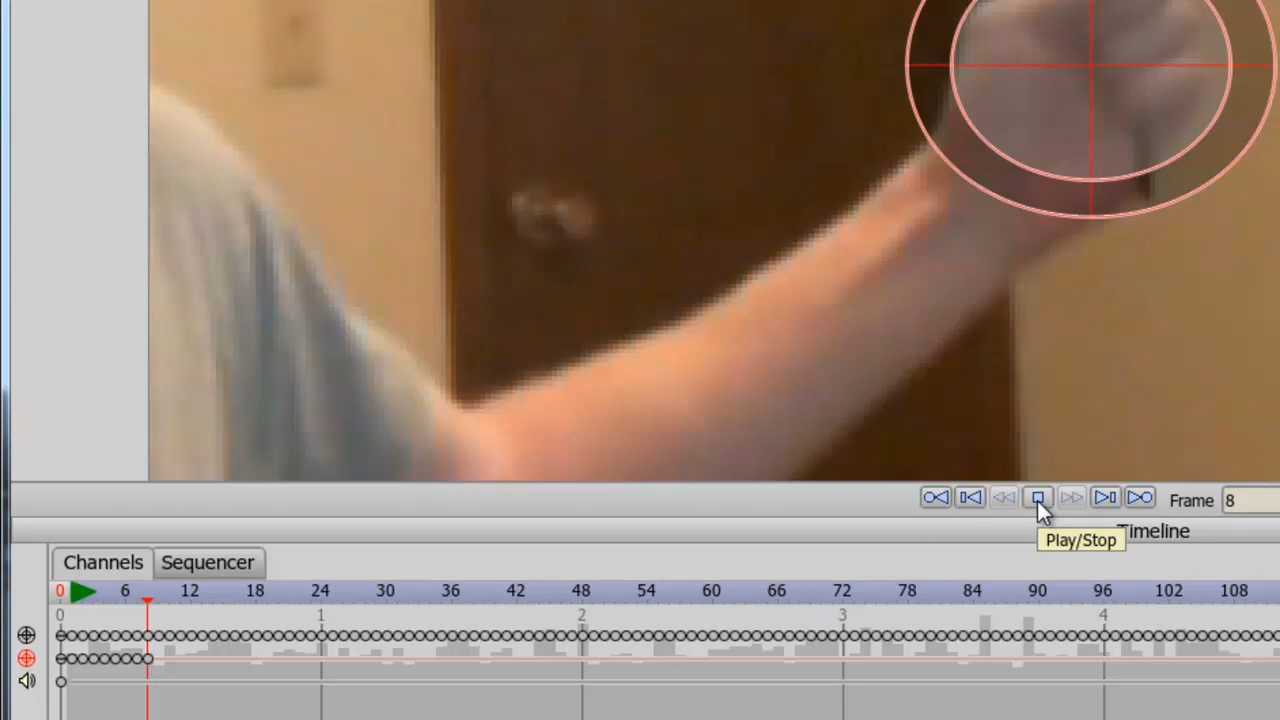 Frame 8
Timeline
Play/Stop
Channels Sequencer
0 6 12 18 24 30 36 42 48 54 60 66 72 78 84 90 96 102 108
0 1 2 3 4